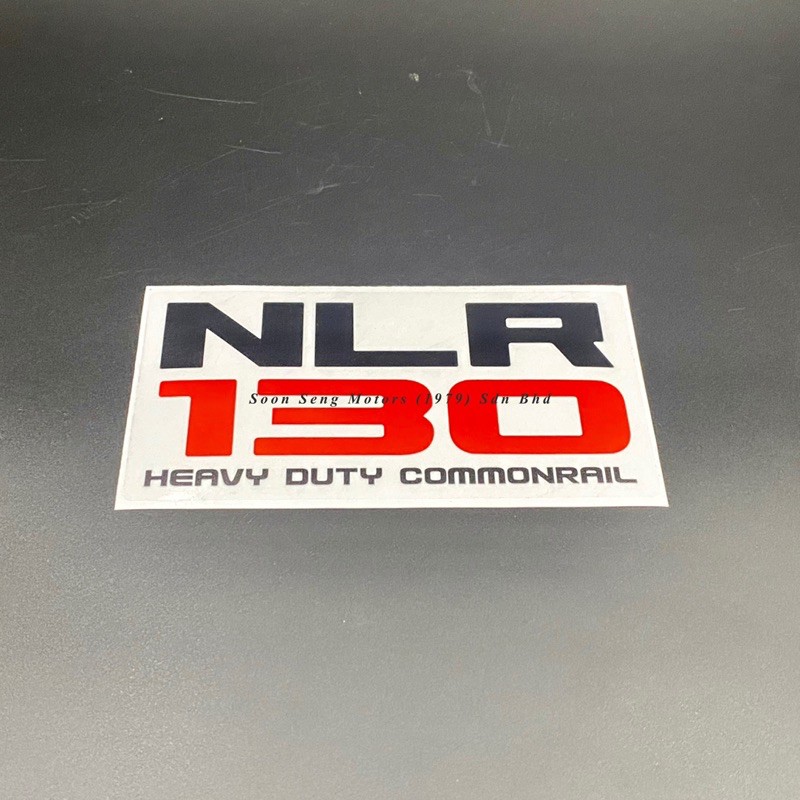 NLR
130
Soon Seng Motors (1979) Sdn Bhd
HEAVY DUTY COMMONRAIL